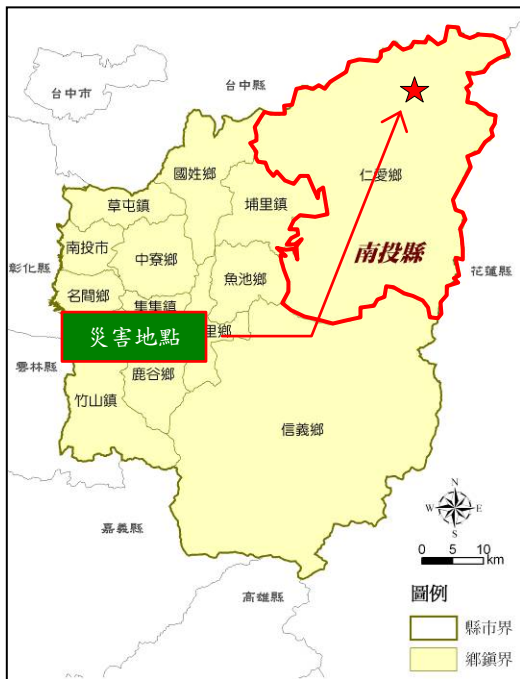 台中市
台中縣
國姓鄉
仁愛鄉
草屯鎮
埔里鎮
南投市
中寮鄉
南投縣
彰化縣
魚池鄉
花蓮縣
名間鄉
集集鎮
災害地點
里鄉
雲林縣
鹿谷鄉
竹山鎮
信義鄉
N
W
E
S
嘉義縣
0 5 10
km
圖例
高雄縣
縣市界
鄉鎮界